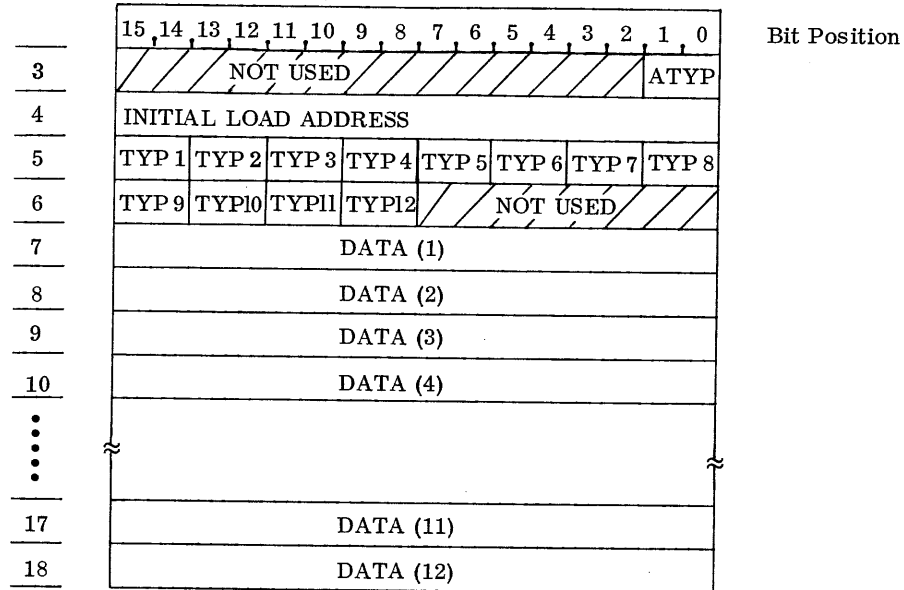 15 14 13 12 11 10 9 8 7 6 5 4 3 2 1 0 Bit Position
3 NOT USED ATYP
4 INITIAL LOAD ADDRESS
5 TYP 1 TYP 2 TYP 3 TYP 4 TYP 5 TYP 6 TYP 7 TYP 8
6 TYP 9 TYP10 TYP11 TYP12 NOT USED
7 DATA (1)
8 DATA (2)
9 DATA (3)
10 DATA (4)
17 DATA (11)
18 DATA (12)